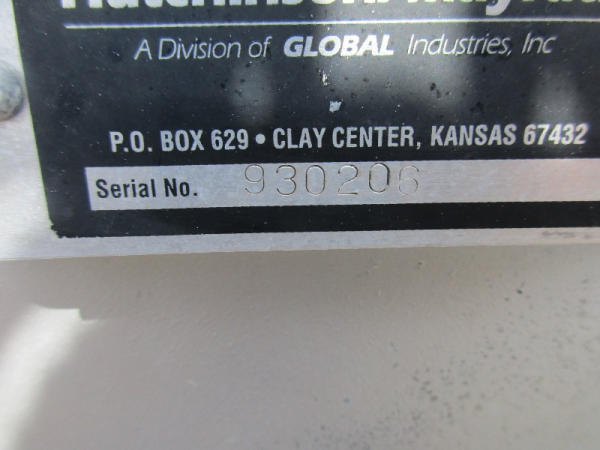 A Division of GLOBAL Industries, Inc
P.O. BOX 629 • CLAY CENTER, KANSAS 67432
Serial No. 930206